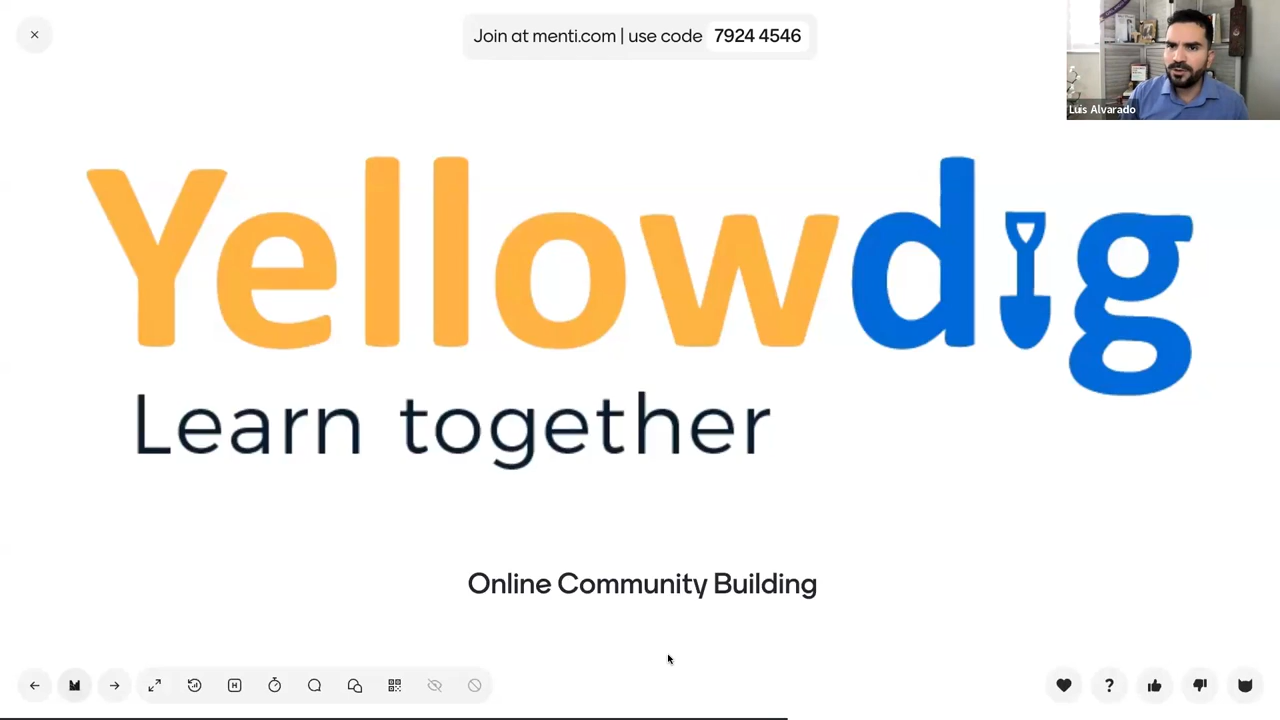 Join at menti.com | use code 7924 4546
Luis Alvarado
Yellowdig
Learn together
Online Community Building